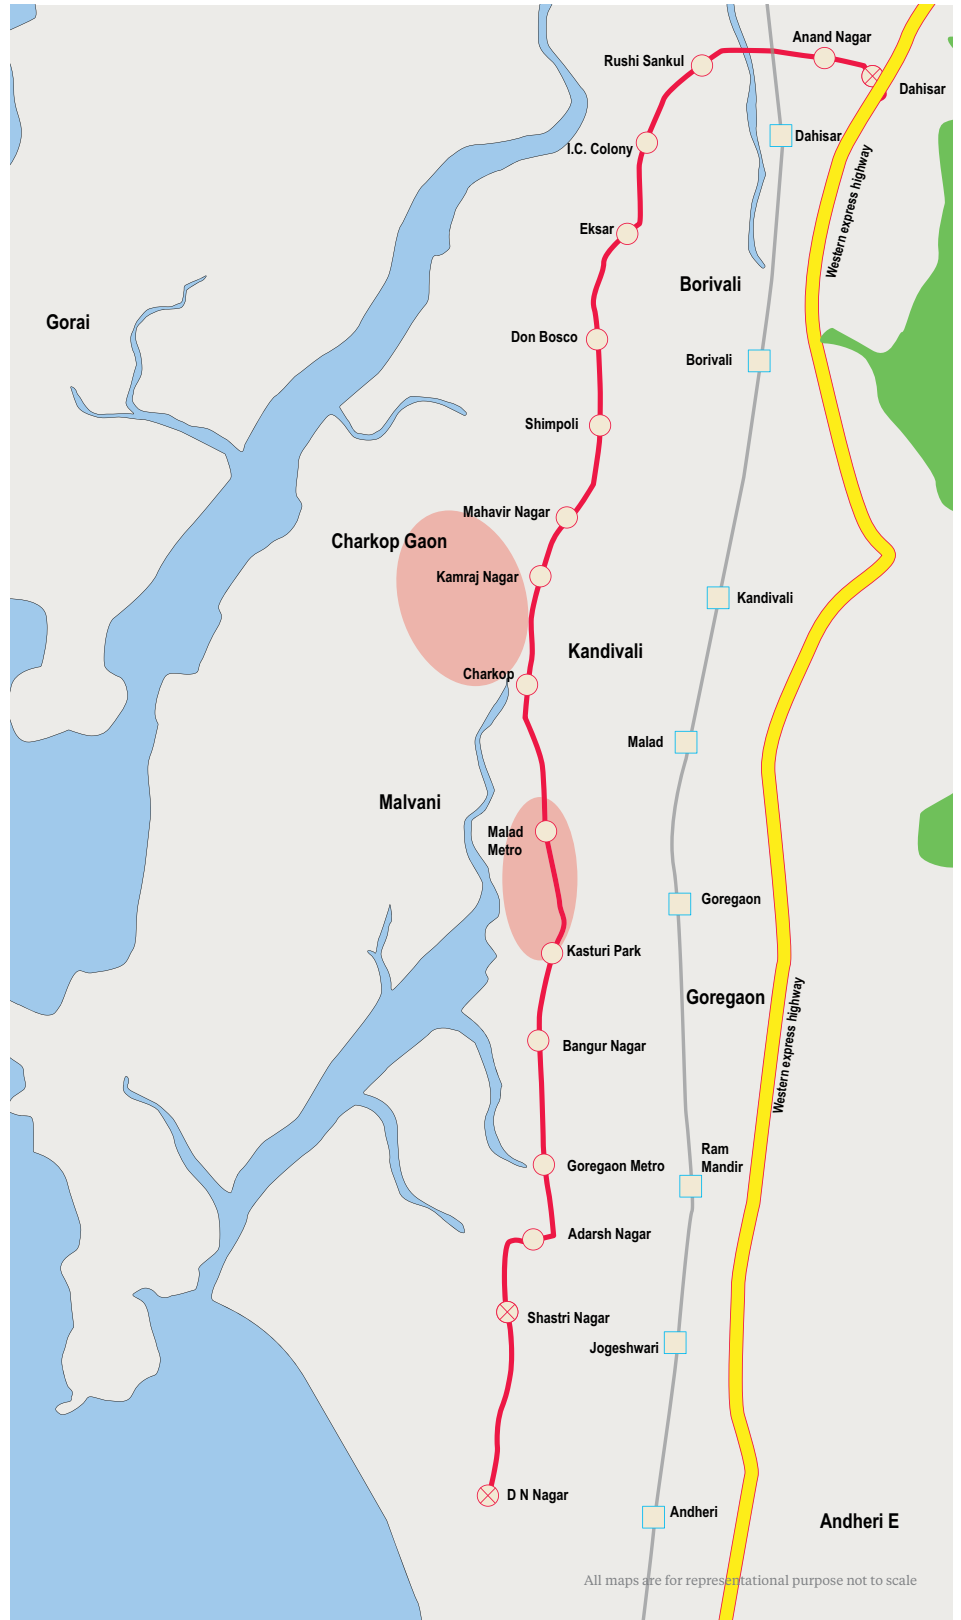 Anand Nagar
Rushi Sankul
Dahisar
Dahisar
I.C. Colony
Western express highway
Eksar
Borivali
Gorai
Don Bosco
Borivali
Shimpoli
Mahavir Nagar
Charkop Gaon
Kamraj Nagar
Kandivali
Kandivali
Charkop
Malad
Malvani
Malad
Metro
Goregaon
Kasturi Park
Goregaon
Western express highway
Bangur Nagar
Ram
Mandir
Goregaon Metro
Adarsh Nagar
Shastri Nagar
Jogeshwari
D N Nagar
Andheri
Andheri E
All maps are for representational purpose not to scale